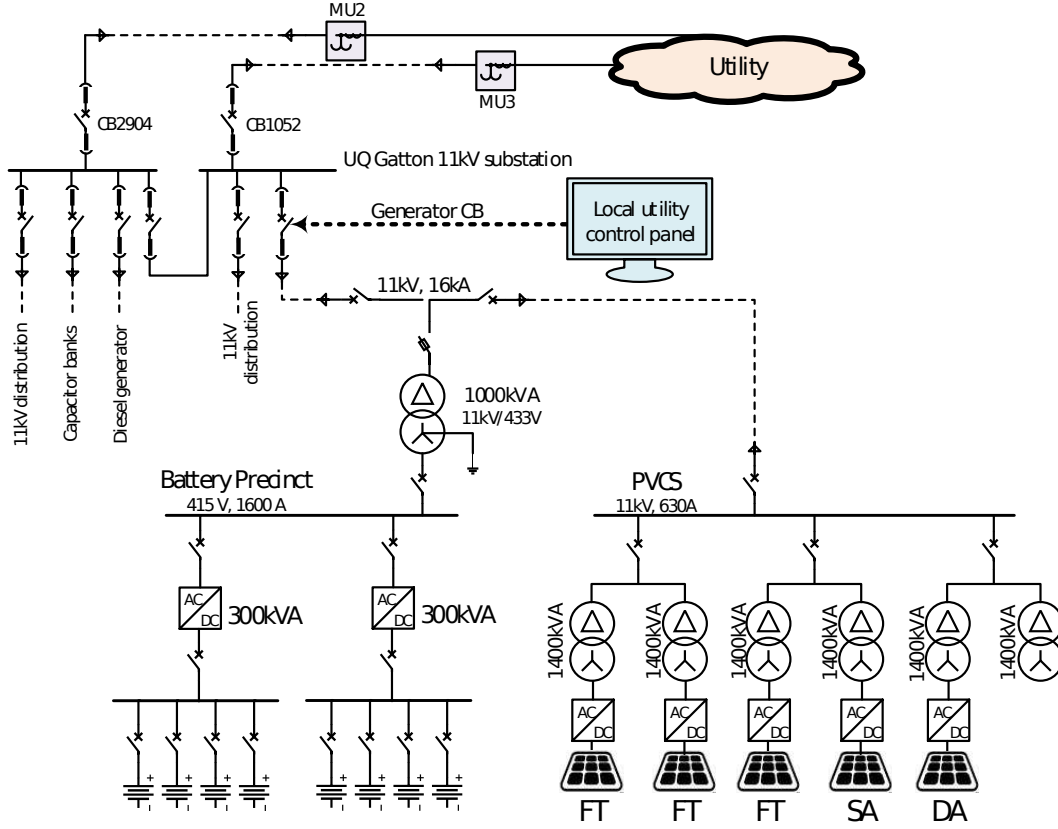 MU2
MU3
Utility
CB2904
CB1052
UQ Gatton 11kV substation
Generator CB
Local utility
control panel
11kV, 16kA
11kV distribution
Capacitor banks
Diesel generator
11kV
distribution
1000kVA
11kV/433V
Battery Precinct
415 V, 1600 A
PVCS
11kV, 630A
AC
DC
300kVA
AC
DC
300kVA
1400kVA
1400kVA
1400kVA
1400kVA
1400kVA
1400kVA
AC
DC
AC
DC
AC
DC
AC
DC
AC
DC
+
-
+
-
+
-
+
-
+
-
+
-
+
-
+
-
FT
FT
FT
SA
DA